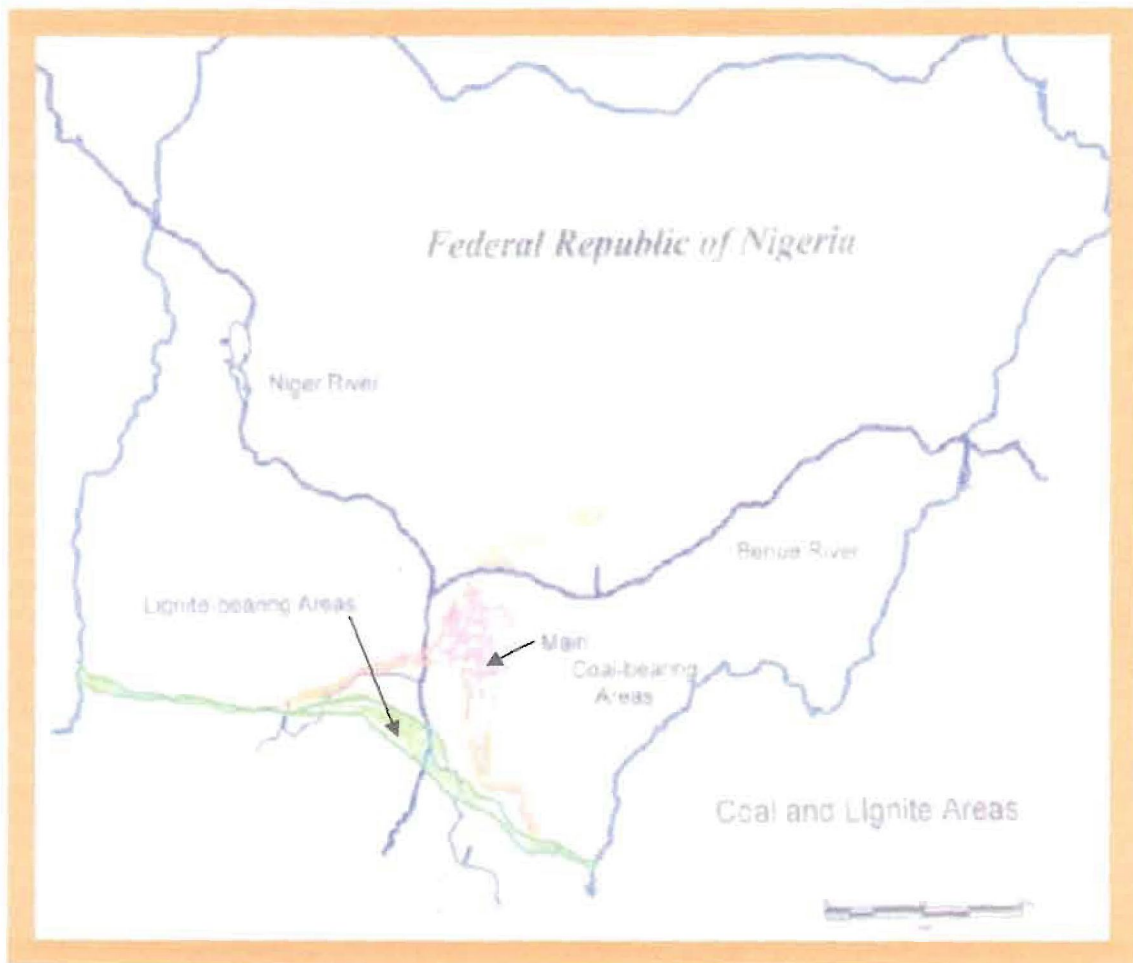 Federal Republic of Nigeria
Niger River
Benue River
Lignite-bearing Areas
Main
Coal-bearing
Areas
Coal and Lignite Areas